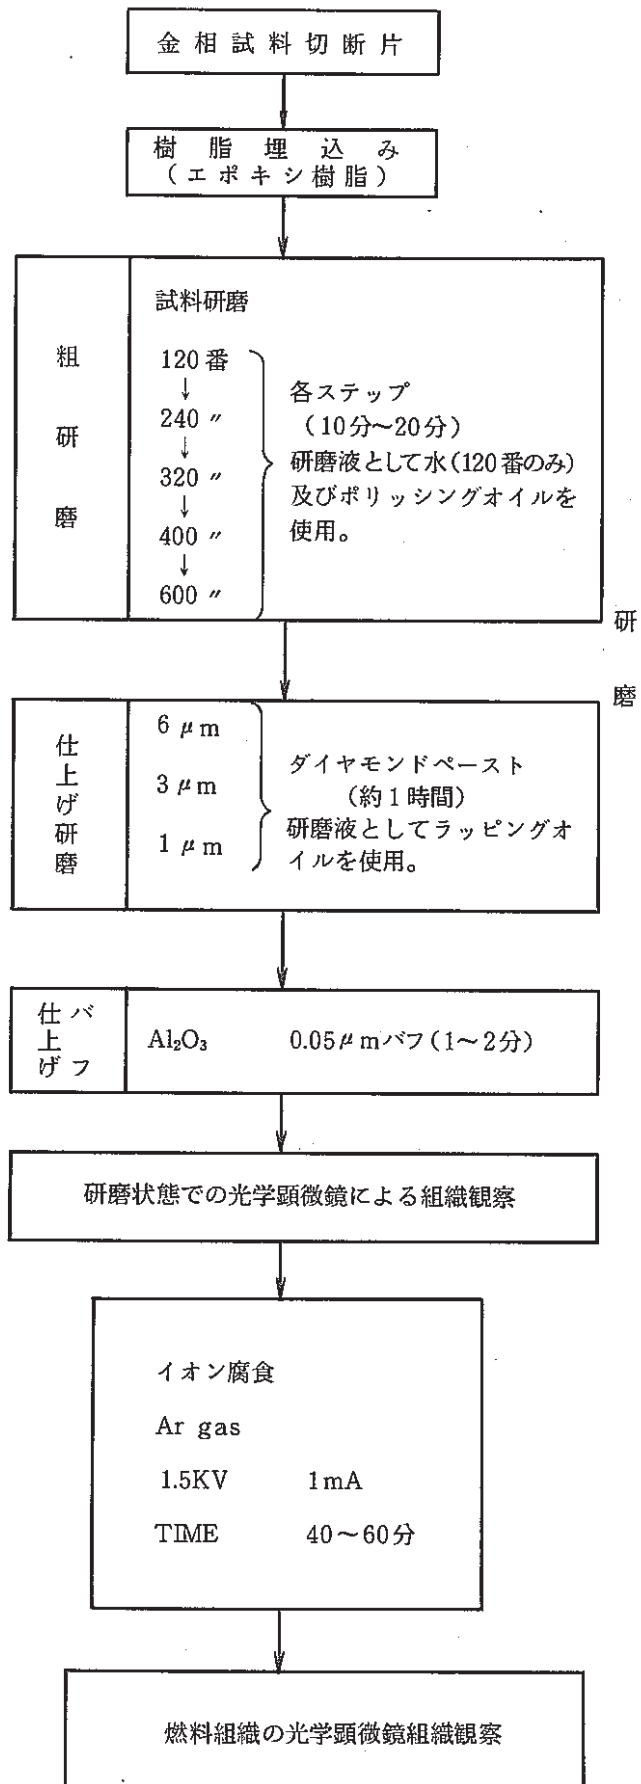 金相試料切断片
樹脂埋込み
(エポキシ樹脂)
粗研磨
試料研磨
120番
↓
240 〃
↓
320 〃
↓
400 〃
↓
600 〃
各ステップ
(10分~20分)
研磨液として水(120番のみ)
及びポリッシングオイルを
使用。
研磨
仕上げ研磨
6 μm
3 μm
1 μm
ダイヤモンドペースト
(約1時間)
研磨液としてラッピングオ
イルを使用。
バフ
仕上げ
Al₂O₃ 0.05μmバフ(1~2分)
研磨状態での光学顕微鏡による組織観察
イオン腐食
Ar gas
1.5KV 1mA
TIME 40~60分
燃料組織の光学顕微鏡組織観察